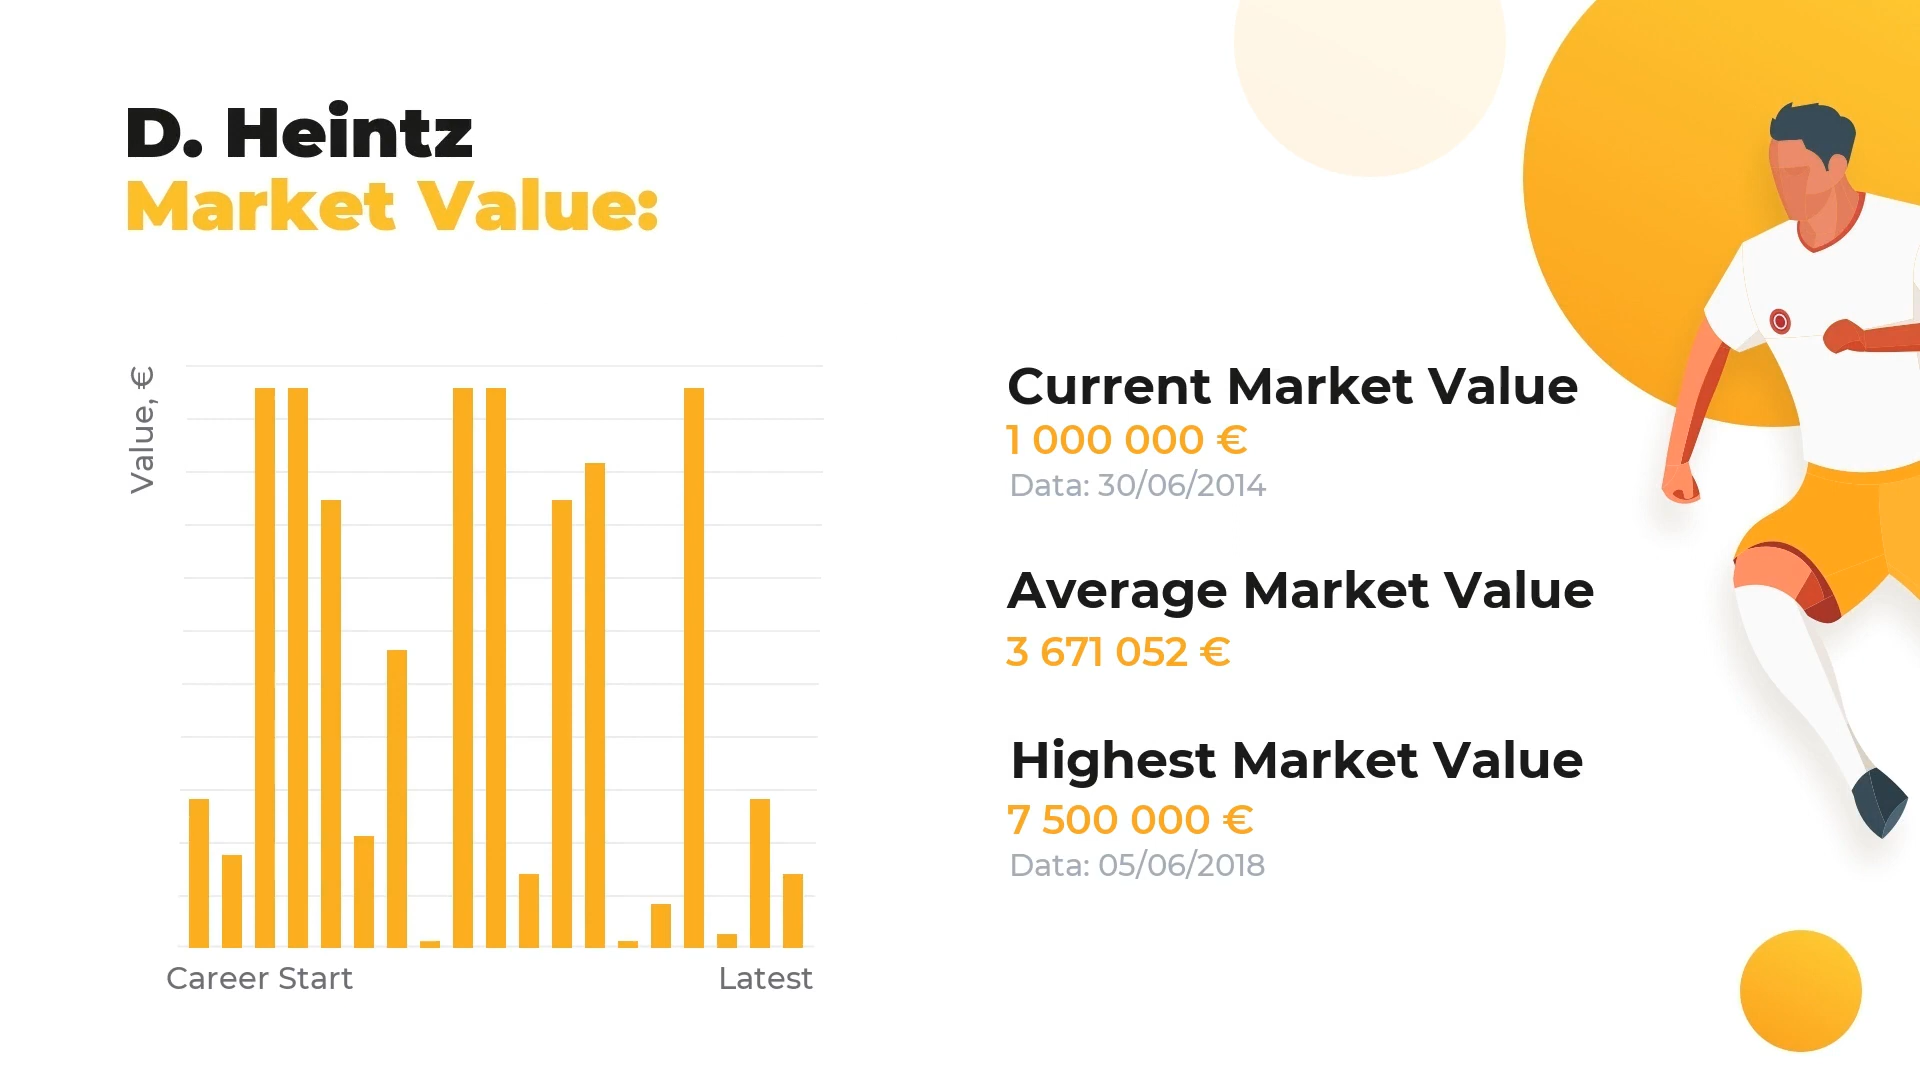 D. Heintz
Market Value:
Value, €
Career Start
Latest
Current Market Value
1 000 000 €
Data: 30/06/2014
Average Market Value
3 671 052 €
Highest Market Value
7 500 000 €
Data: 05/06/2018